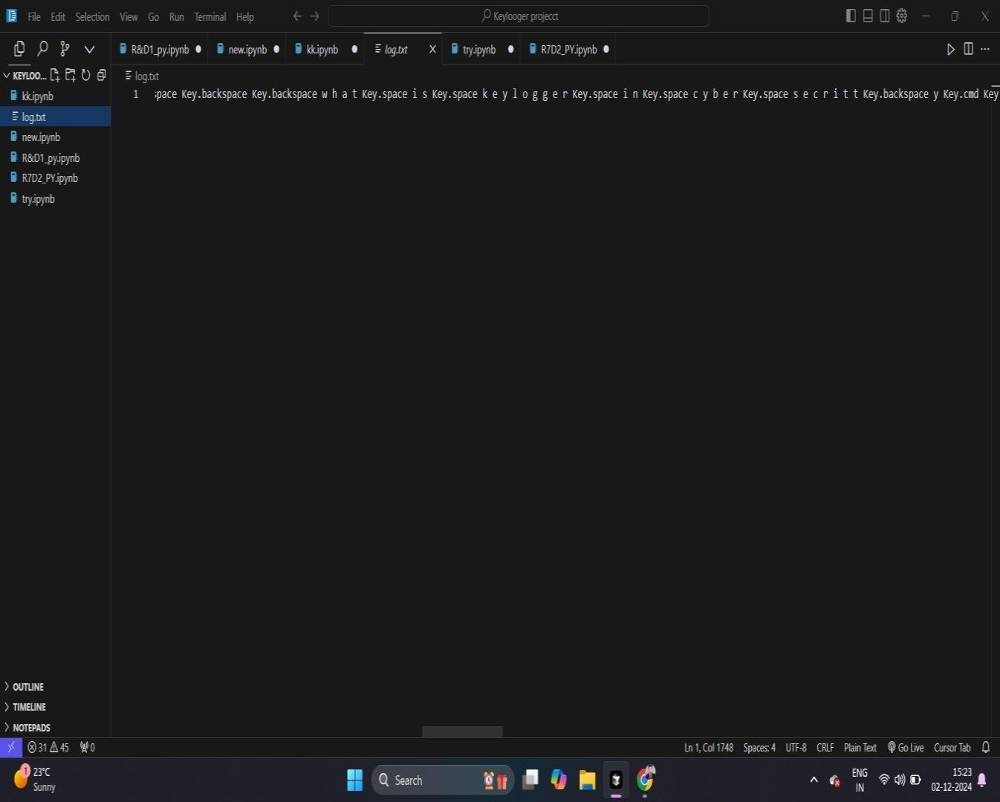 File Edit Selection View Go Run Terminal Help
Keylooger projecct
R&D1_py.ipynb
new.ipynb
kk.ipynb
log.txt
try.ipynb
R7D2_PY.ipynb
KEYLOO...
log.txt
kk.ipynb
log.txt
new.ipynb
R&D1_py.ipynb
R7D2_PY.ipynb
try.ipynb
1 space Key.backspace Key.backspace w h a t Key.space i s Key.space k e y l o g g e r Key.space i n Key.space c y b e r Key.space s e c r i t t Key.backspace y Key.cmd Key
OUTLINE
TIMELINE
NOTEPADS
31 45 0
Ln 1, Col 1748 Spaces: 4 UTF-8 CRLF Plain Text Go Live Cursor Tab
1 23°C
Sunny
Search
ENG
IN
15:23
02-12-2024